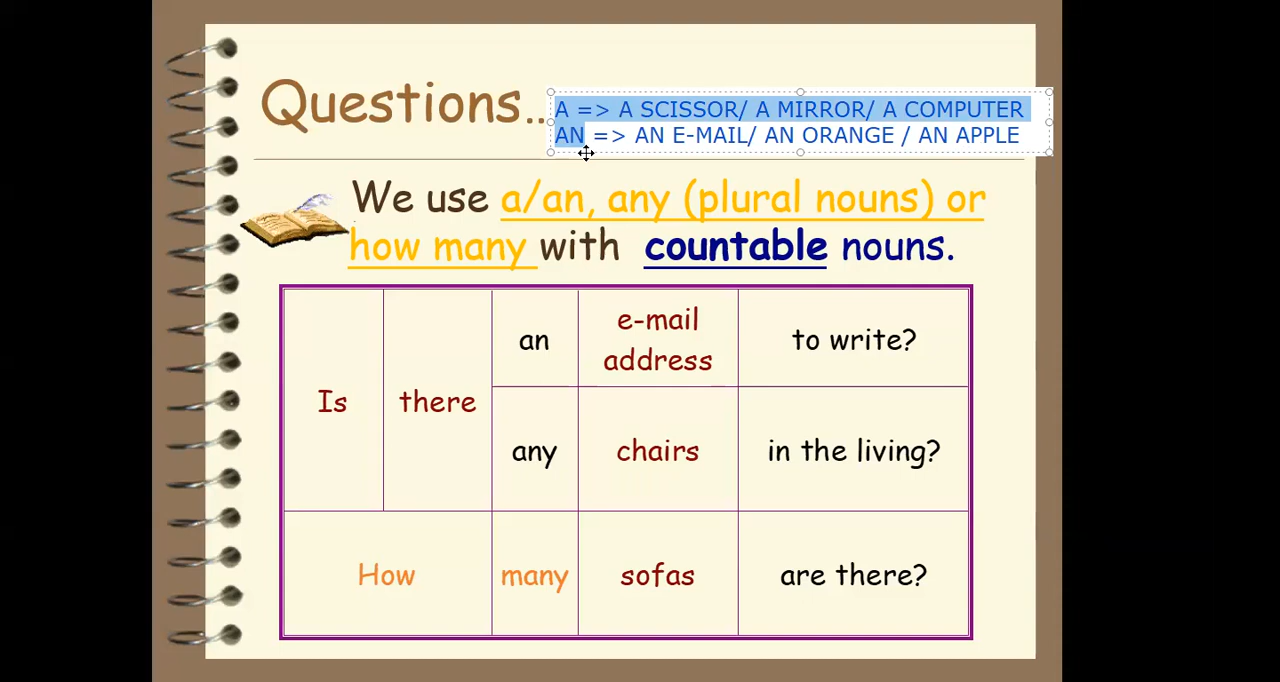 Questions..
A => A SCISSOR/ A MIRROR/ A COMPUTER
AN => AN E-MAIL/ AN ORANGE / AN APPLE
We use a/an, any (plural nouns) or
how many with countable nouns.
Is there an e-mail address to write?
any chairs in the living?
How many sofas are there?